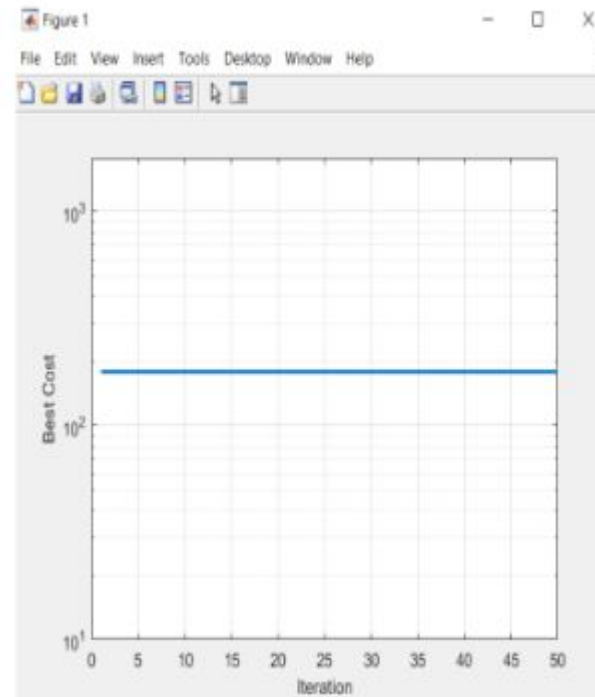 Figure 1
File Edit View Insert Tools Desktop Window Help
10³
Best Cost
10²
10¹
0 5 10 15 20 25 30 35 40 45 50
Iteration